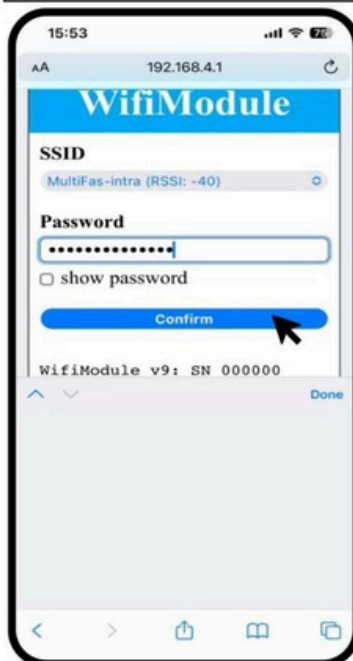 15:53
AA 192.168.4.1
WifiModule
SSID
MultiFas-intra (RSSI: -40)
Password
••••••••••••••
show password
Confirm
WifiModule v9: SN 000000
Done